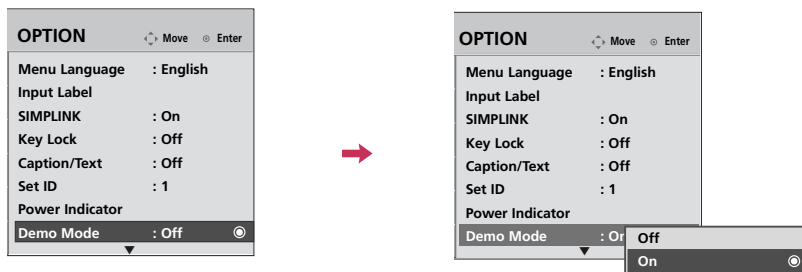 OPTION Move Enter
Menu Language : English
Input Label
SIMPLINK : On
Key Lock : Off
Caption/Text : Off
Set ID : 1
Power Indicator
Demo Mode : Off
OPTION Move Enter
Menu Language : English
Input Label
SIMPLINK : On
Key Lock : Off
Caption/Text : Off
Set ID : 1
Power Indicator
Demo Mode : On
Off
On